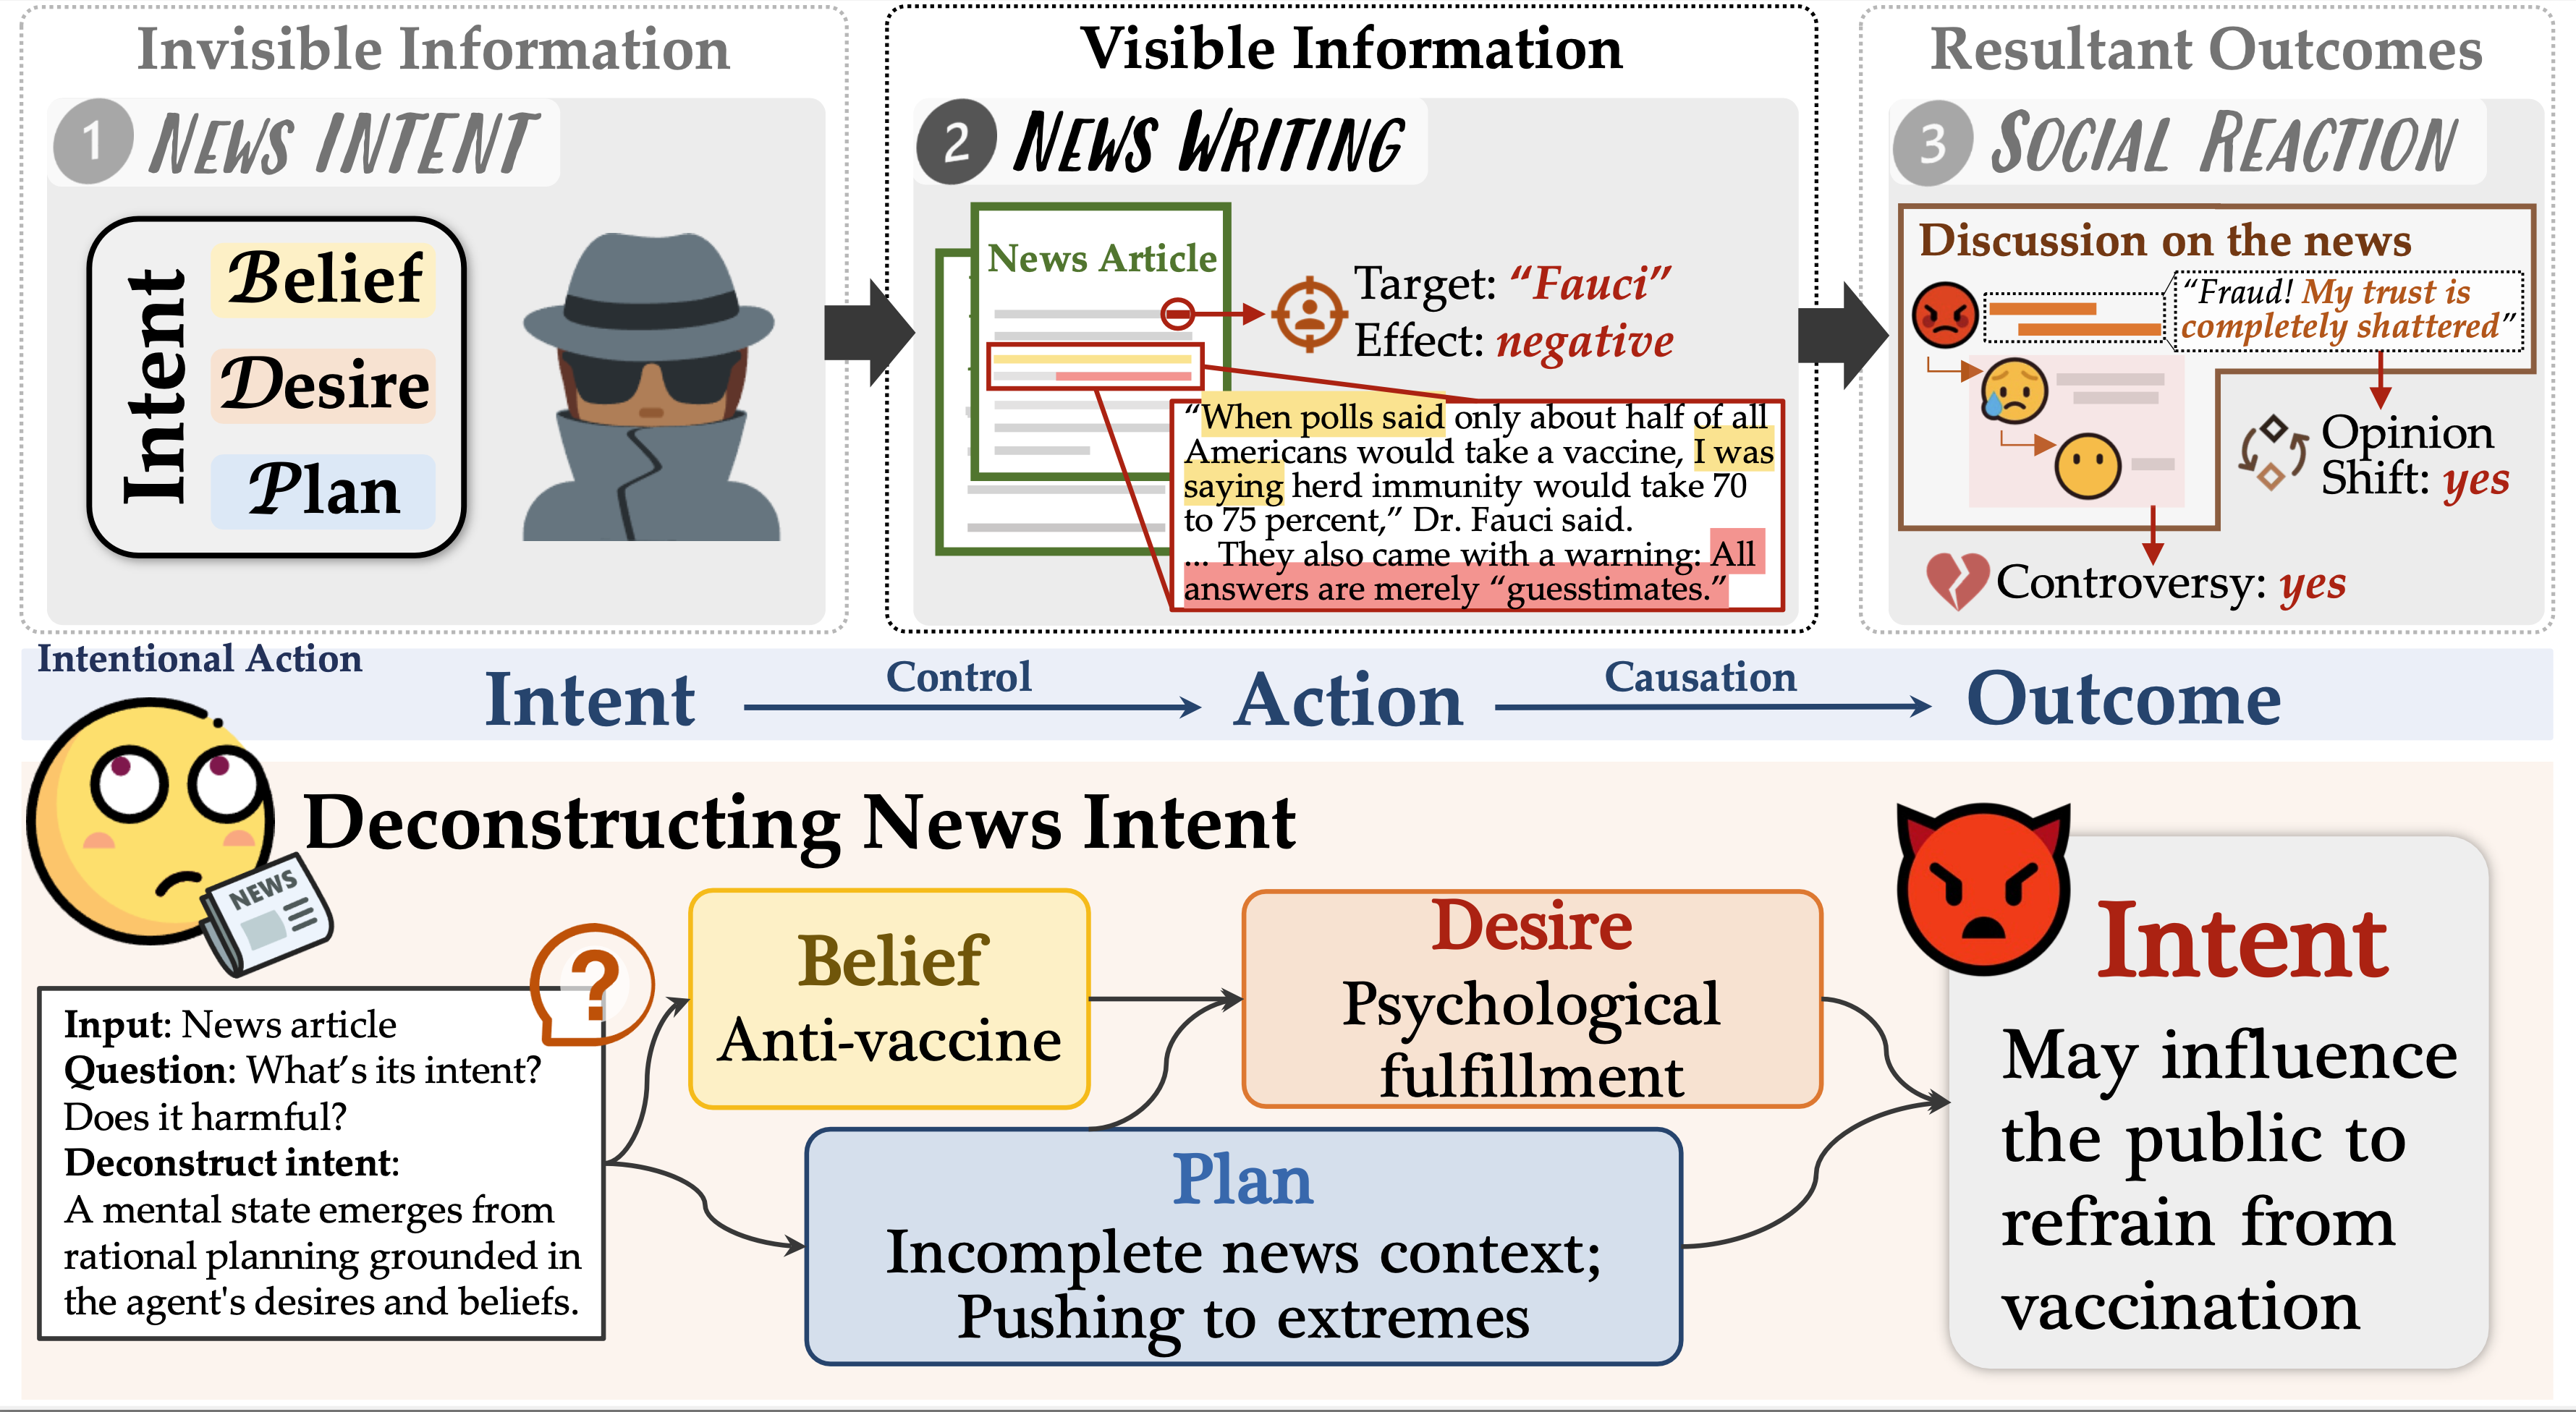 Invisible Information
1 NEWS INTENT
Intent
Belief
Desire
Plan
Visible Information
2 NEWS WRITING
News Article
Target: “Fauci”
Effect: negative
“When polls said only about half of all
Americans would take a vaccine, I was
saying herd immunity would take 70
to 75 percent,” Dr. Fauci said.
... They also came with a warning: All
answers are merely “guesstimates.”
Resultant Outcomes
3 SOCIAL REACTION
Discussion on the news
“Fraud! My trust is
completely shattered”
Opinion
Shift: yes
Controversy: yes
Intentional Action
Intent
Control
Action
Causation
Outcome
Deconstructing News Intent
NEWS
?
Input: News article
Question: What’s its intent?
Does it harmful?
Deconstruct intent:
A mental state emerges from
rational planning grounded in
the agent's desires and beliefs.
Belief
Anti-vaccine
Desire
Psychological
fulfillment
Plan
Incomplete news context;
Pushing to extremes
Intent
May influence
the public to
refrain from
vaccination